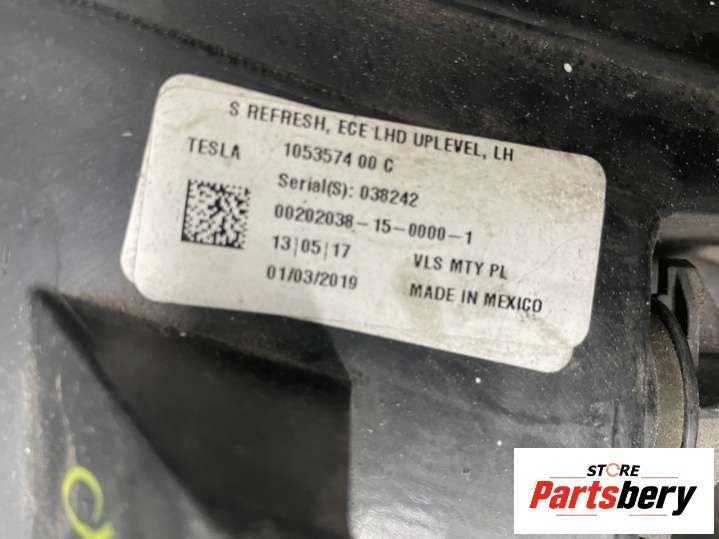 S REFRESH, ECE LHD UPLEVEL, LH
TESLA 1053574 00 C
Serial(S): 038242
00202038-15-0000-1
13|05|17 VLS MTY PL
01/03/2019 MADE IN MEXICO
STORE
Partsbery